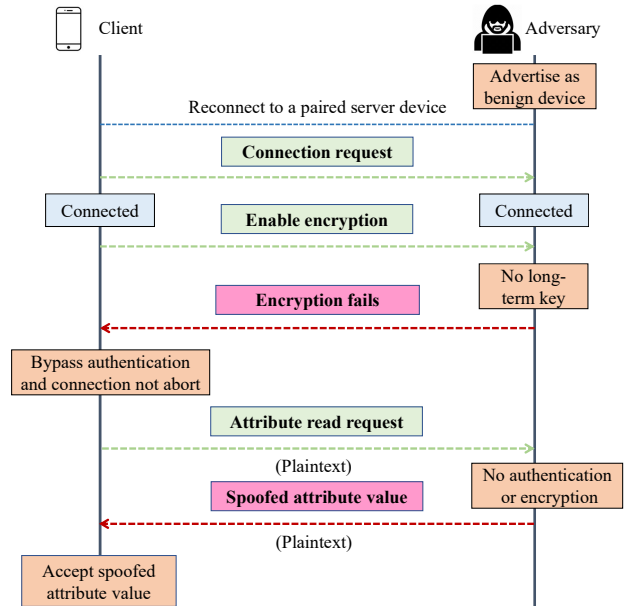 Client
Adversary
Advertise as
benign device
Reconnect to a paired server device
Connection request
Connected
Connected
Enable encryption
No long-
term key
Encryption fails
Bypass authentication
and connection not abort
Attribute read request
(Plaintext)
No authentication
or encryption
Spoofed attribute value
(Plaintext)
Accept spoofed
attribute value